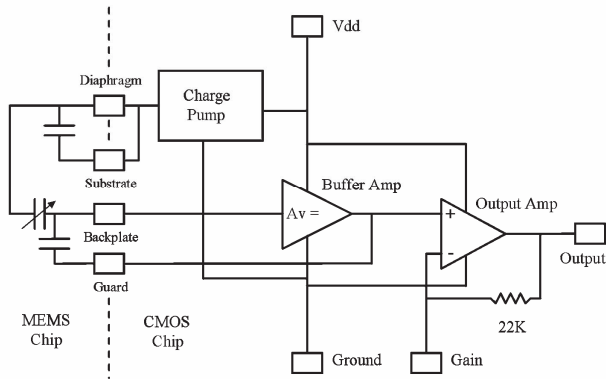 Vdd
Diaphragm
Charge
Pump
Substrate
Buffer Amp
Av =
Output Amp
+
-
Backplate
Output
Guard
22K
MEMS
Chip
CMOS
Chip
Ground
Gain